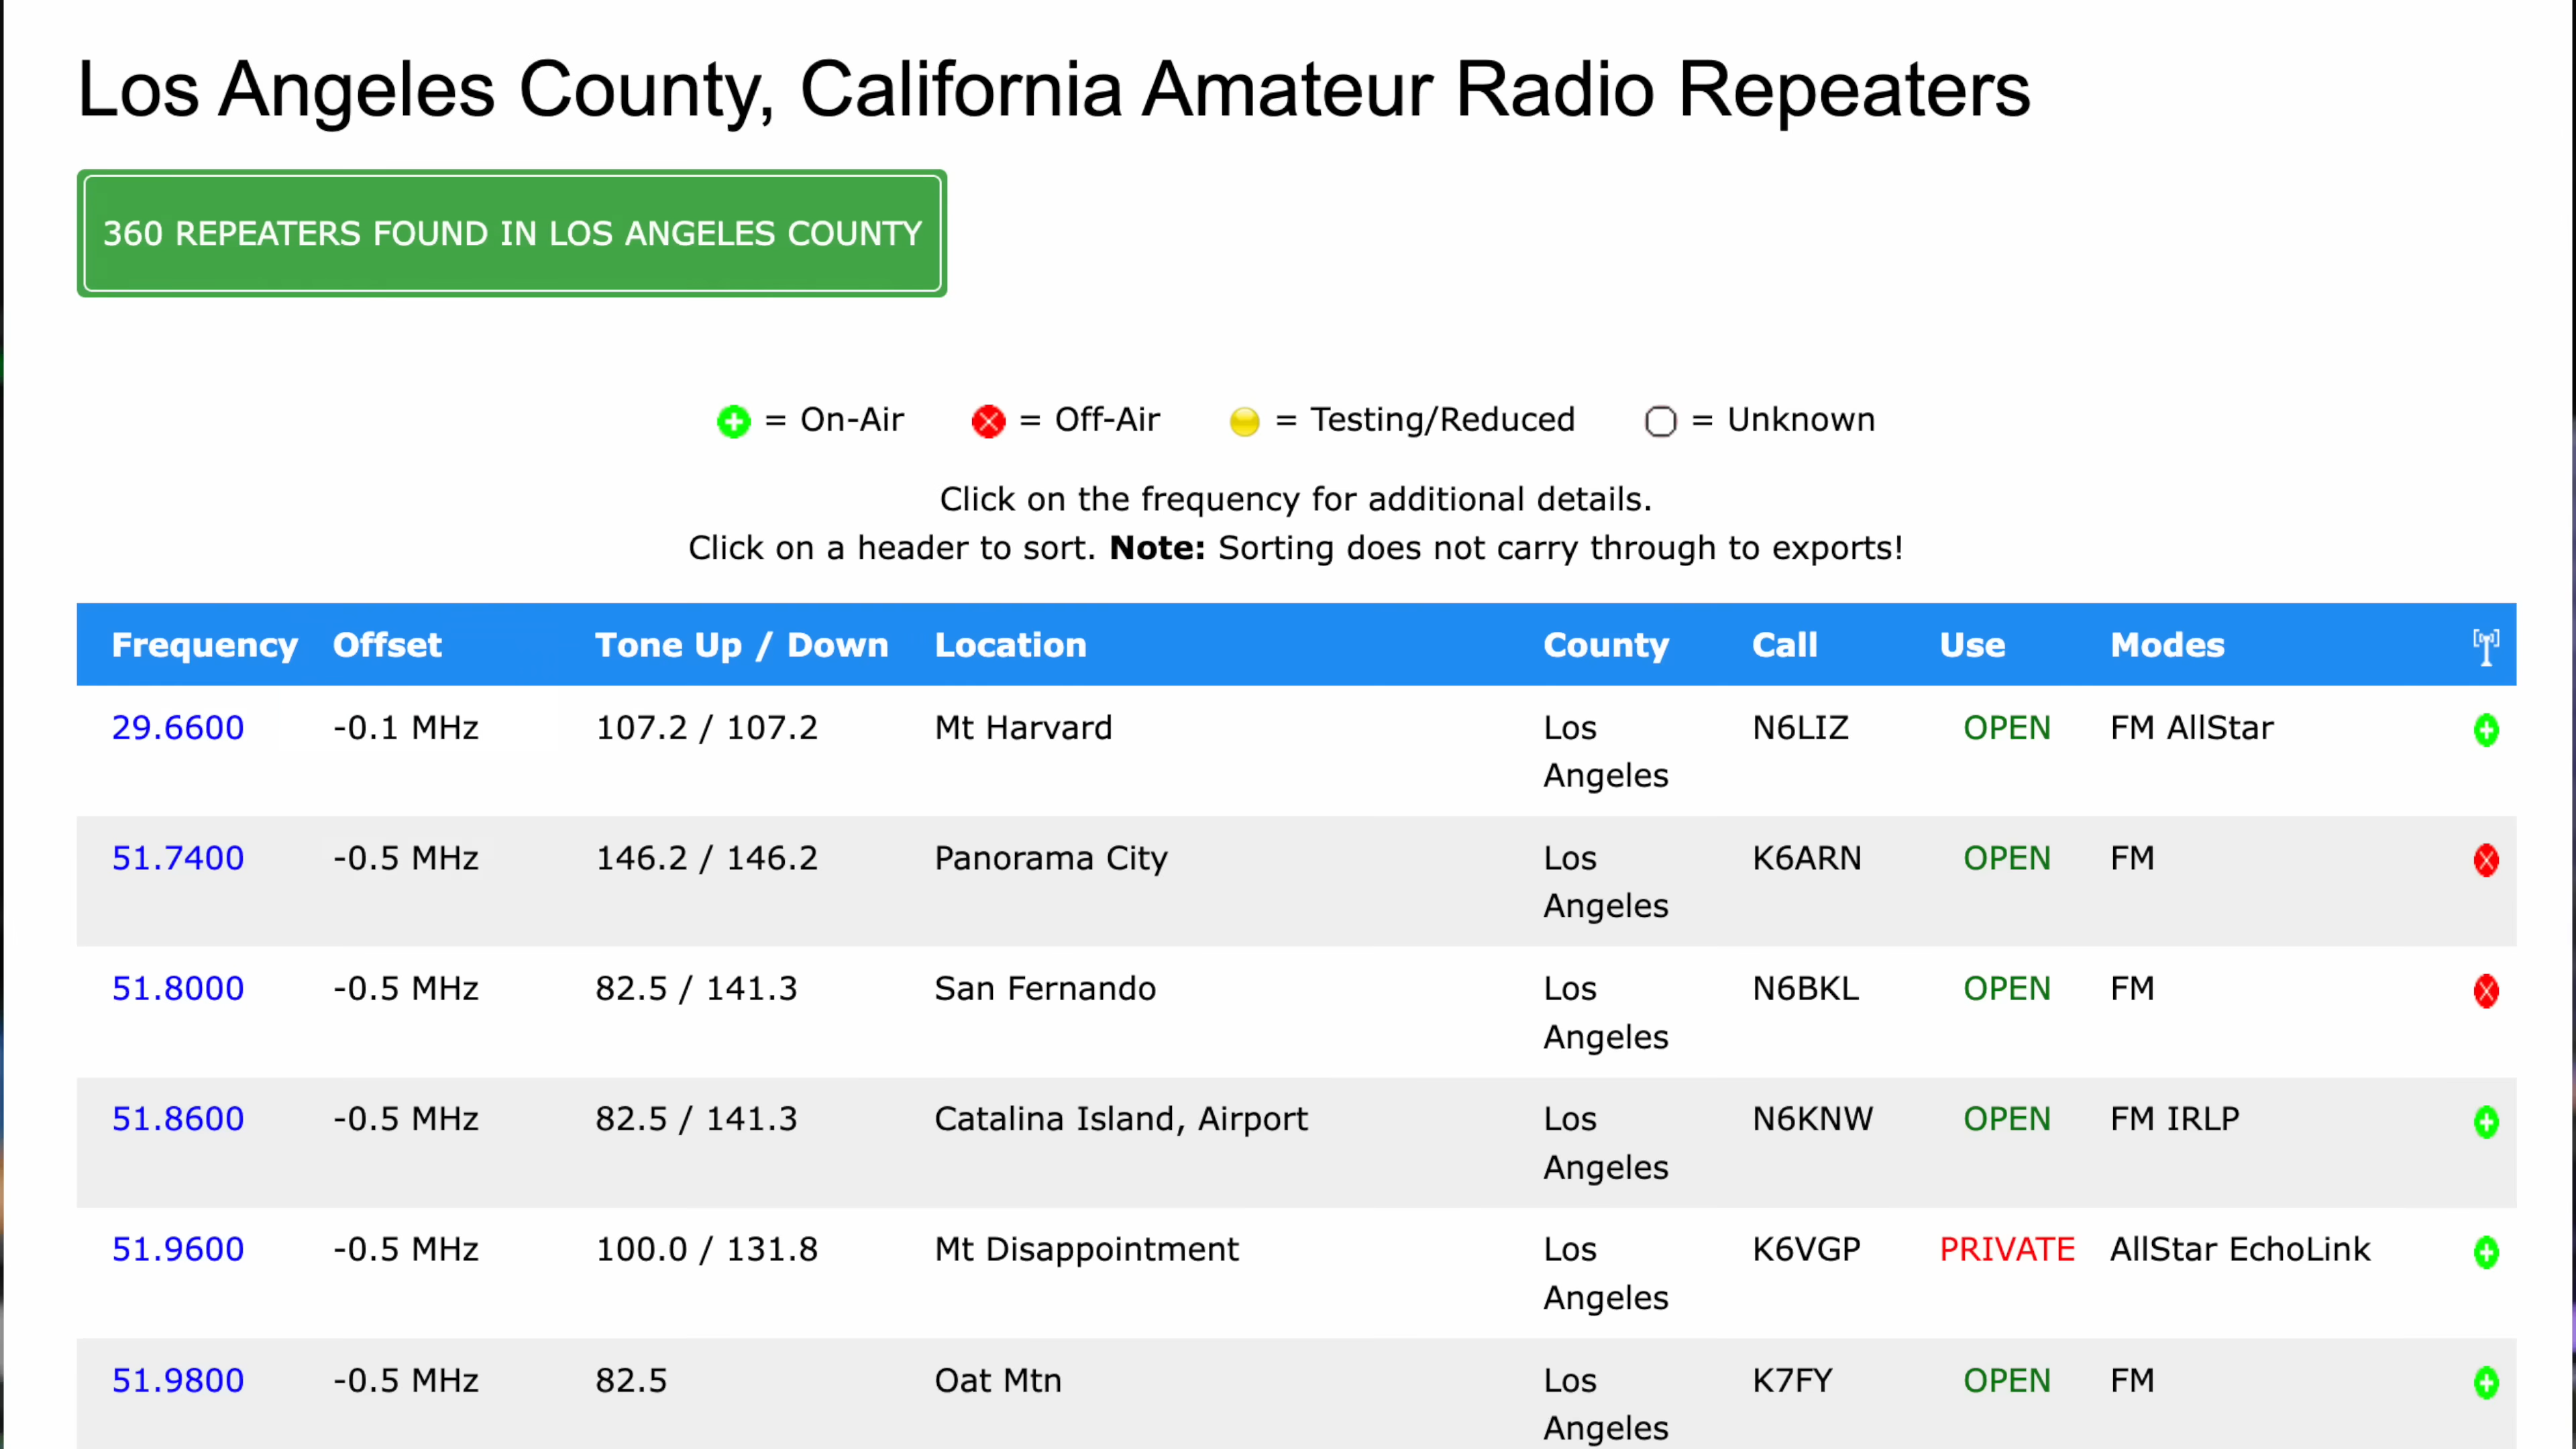 Los Angeles County, California Amateur Radio Repeaters
360 REPEATERS FOUND IN LOS ANGELES COUNTY
= On-Air = Off-Air = Testing/Reduced = Unknown
Click on the frequency for additional details.
Click on a header to sort. Note: Sorting does not carry through to exports!
Frequency Offset Tone Up / Down Location County Call Use Modes
29.6600 -0.1 MHz 107.2 / 107.2 Mt Harvard Los N6LIZ OPEN FM AllStar
Angeles
51.7400 -0.5 MHz 146.2 / 146.2 Panorama City Los K6ARN OPEN FM
Angeles
51.8000 -0.5 MHz 82.5 / 141.3 San Fernando Los N6BKL OPEN FM
Angeles
51.8600 -0.5 MHz 82.5 / 141.3 Catalina Island, Airport Los N6KNW OPEN FM IRLP
Angeles
51.9600 -0.5 MHz 100.0 / 131.8 Mt Disappointment Los K6VGP PRIVATE AllStar EchoLink
Angeles
51.9800 -0.5 MHz 82.5 Oat Mtn Los K7FY OPEN FM
Angeles